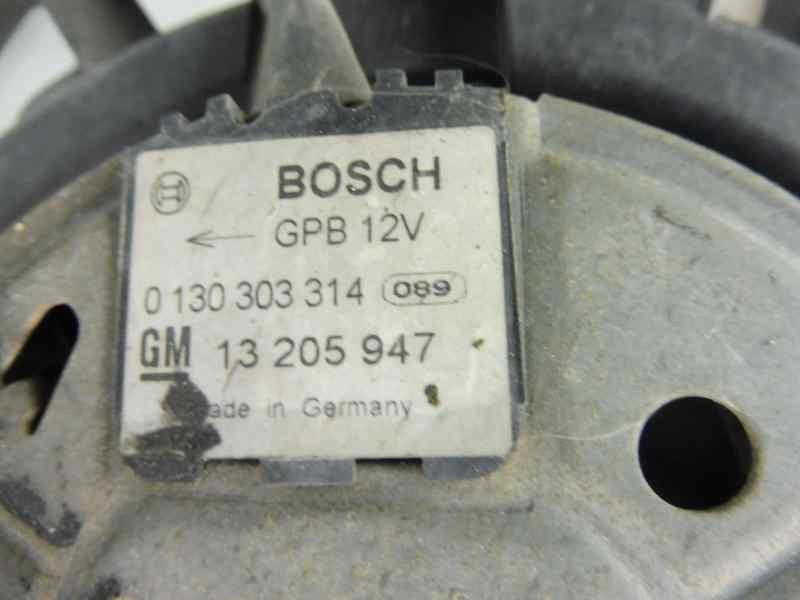 BOSCH
← GPB 12V
0 130 303 314 089
GM 13 205 947
ade in Germany